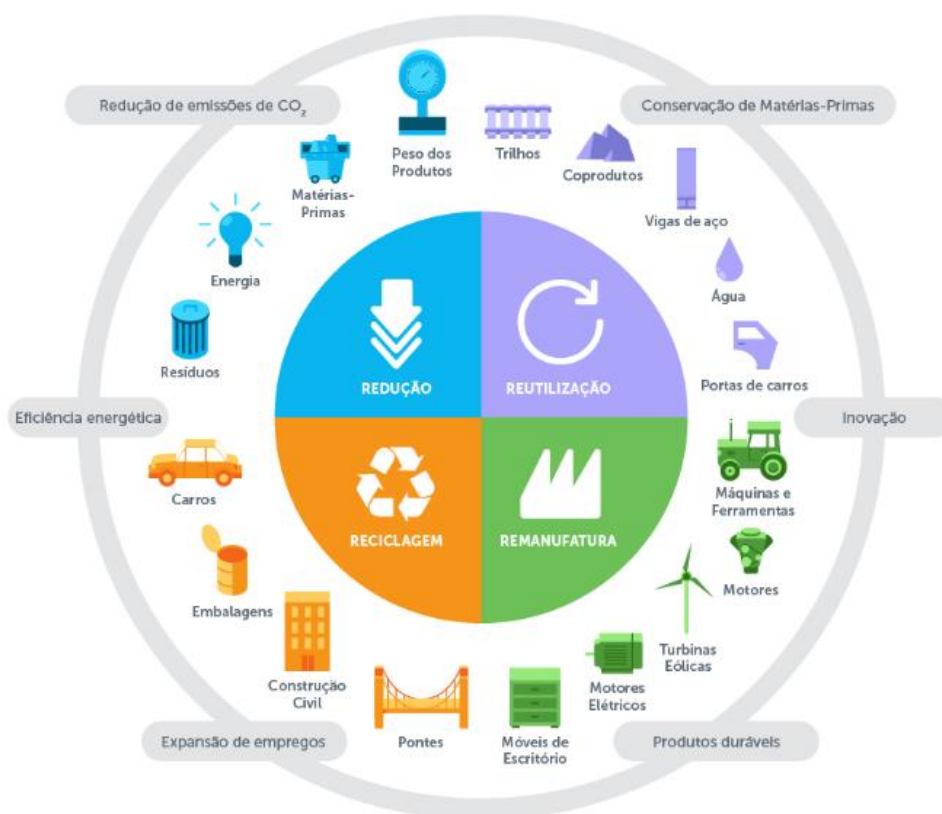 Redução de emissões de CO₂
Conservação de Matérias-Primas
Peso dos
Produtos
Trilhos
Coprodutos
Matérias-
Primas
Vigas de aço
Energia
Água
Resíduos
Portas de carros
REDUÇÃO
REUTILIZAÇÃO
Eficiência energética
Inovação
Carros
Máquinas e
Ferramentas
RECICLAGEM
REMANUFATURA
Motores
Embalagens
Turbinas
Eólicas
Construção
Civil
Motores
Elétricos
Pontes
Móveis de
Escritório
Expansão de empregos
Produtos duráveis